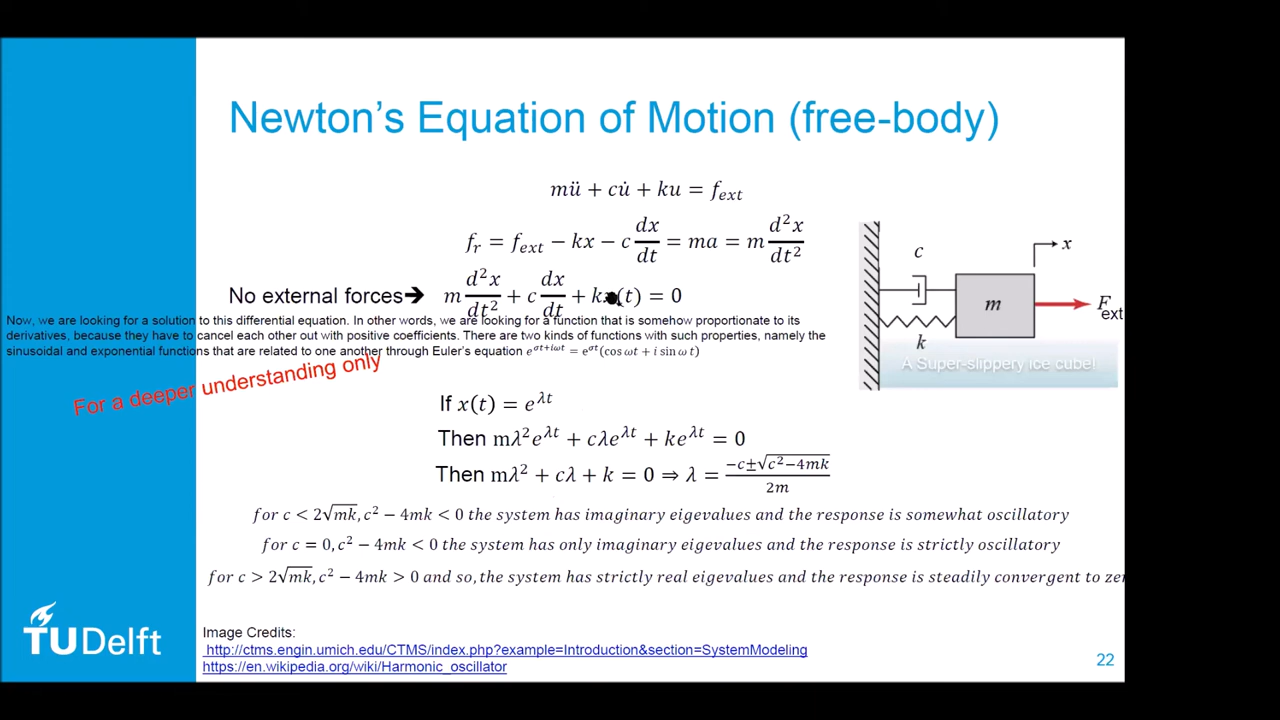 Newton's Equation of Motion (free-body)
mü + cu̇ + ku = f_ext
f_r = f_ext − kx − c dx/dt = ma = m d²x/dt²
No external forces➔ m d²x/dt² + c dx/dt + kx(t) = 0
Now, we are looking for a solution to this differential equation. In other words, we are looking for a function that is somehow proportionate to its
derivatives, because they have to cancel each other out with positive coefficients. There are two kinds of functions with such properties, namely the
sinusoidal and exponential functions that are related to one another through Euler's equation e^(σt+iωt) = e^(σt)(cos ωt + i sin ω t)
For a deeper understanding only
c
x
m
F_ext
k
A Super-slippery ice cube!
If x(t) = e^(λt)
Then mλ²e^(λt) + cλe^(λt) + ke^(λt) = 0
Then mλ² + cλ + k = 0 ⇒ λ = (−c±√(c²−4mk))/2m
for c < 2√mk, c² − 4mk < 0 the system has imaginary eigevalues and the response is somewhat oscillatory
for c = 0, c² − 4mk < 0 the system has only imaginary eigevalues and the response is strictly oscillatory
for c > 2√mk, c² − 4mk > 0 and so, the system has strictly real eigevalues and the response is steadily convergent to
TUDelft
Image Credits:
http://ctms.engin.umich.edu/CTMS/index.php?example=Introduction&section=SystemModeling
https://en.wikipedia.org/wiki/Harmonic_oscillator
22